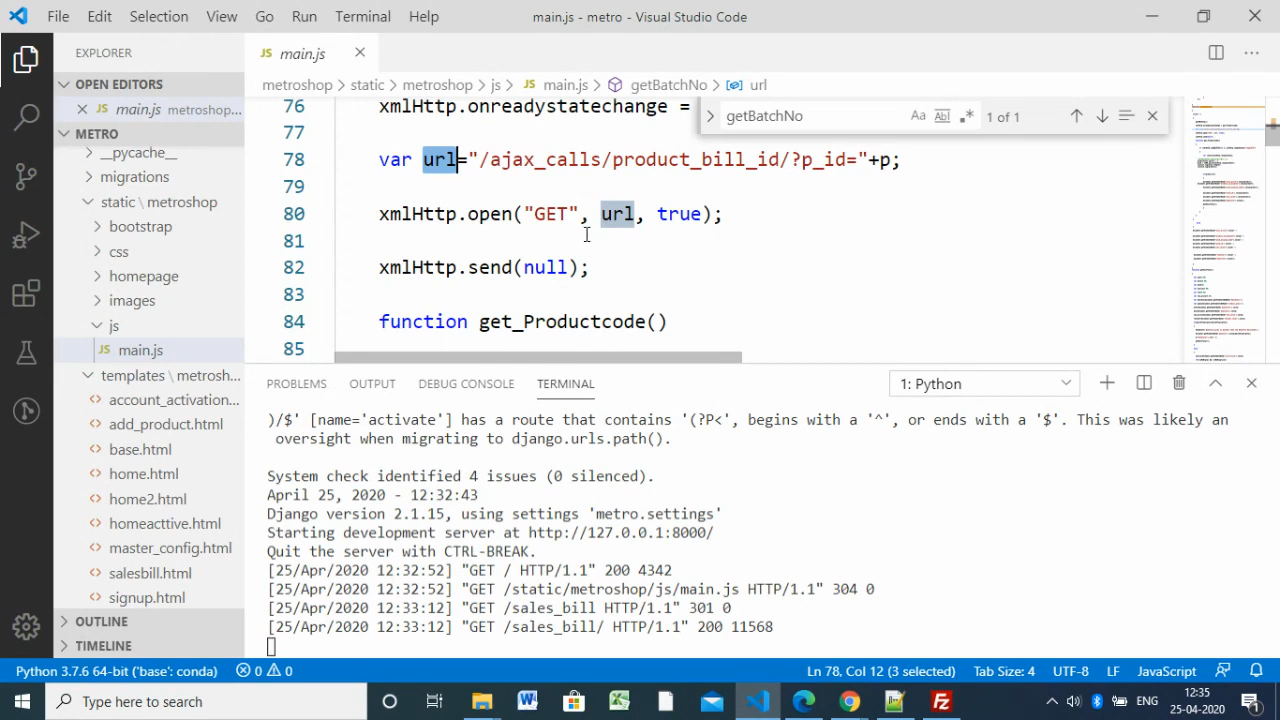 File Edit Selection View Go Run Terminal Help main.js - metro - Visual Studio Code
EXPLORER
OPEN EDITORS
main.js metroshop...
METRO
__pycache__
migrations
static \ metroshop
bootstrap
css
homepage
images
js
main.js
templates \ metrosh...
account_activation...
add_product.html
base.html
home.html
home2.html
homeacttive.html
master_config.html
salesbill.html
signup.html
OUTLINE
TIMELINE
JS main.js
metroshop > static > metroshop > js > JS main.js > getBatchNo > url
getBatchNo Aa Abl .* 1 of 1
76 xmlHttp.onreadystatechange =
77
78 var url="/ajax_calls/product_bill_id/?p_id="+p;
79
80 xmlHttp.open("GET", url, true);
81
82 xmlHttp.send(null);
83
84 function get_Productcode()
85
PROBLEMS OUTPUT DEBUG CONSOLE TERMINAL 1: Python
)/$' [name='activate'] has a route that contains '(?P<', begins with a '^', or ends with a '$'. This was likely an
oversight when migrating to django.urls.path().
System check identified 4 issues (0 silenced).
April 25, 2020 - 12:32:43
Django version 2.1.15, using settings 'metro.settings'
Starting development server at http://127.0.0.1:8000/
Quit the server with CTRL-BREAK.
[25/Apr/2020 12:32:52] "GET / HTTP/1.1" 200 4342
[25/Apr/2020 12:32:52] "GET /static/metroshop/js/main.js HTTP/1.1" 304 0
[25/Apr/2020 12:33:12] "GET /sales_bill HTTP/1.1" 301 0
[25/Apr/2020 12:33:12] "GET /sales_bill/ HTTP/1.1" 200 11568
Python 3.7.6 64-bit ('base': conda) 0 0 Ln 78, Col 12 (3 selected) Tab Size: 4 UTF-8 LF JavaScript
Type here to search ENG 12:35
25-04-2020 1